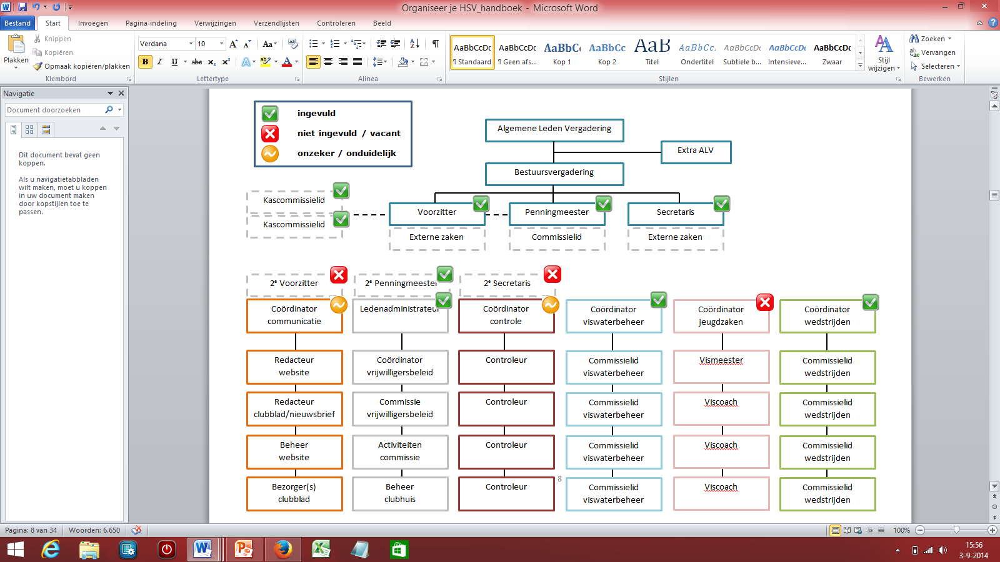 Organiseer je HSV_handboek - Microsoft Word
Bestand Start Invoegen Pagina-indeling Verwijzingen Verzendlijsten Controleren Beeld
Plakken
Knippen
Kopiëren
Opmaak kopiëren/plakken
Klembord
Verdana 10
Lettertype
Alinea
AaBbCcDc AaBbCcDc AaBbCc AaBbCc AaB AaBbCc. AaBbCcDc AaBbCcDc AaBbCcDc
¶ Standaard ¶ Geen afs... Kop 1 Kop 2 Titel Ondertitel Subtiele b... Intensieve... Zwaar
Stijlen
Stijl wijzigen
Zoeken
Vervangen
Selecteren
Bewerken
Navigatie
Document doorzoeken
Dit document bevat geen
koppen.
Als u navigatietabbladen
wilt maken, moet u koppen
in uw document maken
door kopstijlen toe te
passen.
ingevuld
niet ingevuld / vacant
onzeker / onduidelijk
Algemene Leden Vergadering
Extra ALV
Bestuursvergadering
Kascommissielid
Kascommissielid
Voorzitter Penningmeester Secretaris
Externe zaken Commissielid Externe zaken
2e Voorzitter 2e Penningmeester 2e Secretaris
Coördinator
communicatie
Ledenadministrateur
Coördinator
controle
Coördinator
viswaterbeheer
Coördinator
jeugdzaken
Coördinator
wedstrijden
Redacteur
website
Coördinator
vrijwilligersbeleid
Controleur
Commissielid
viswaterbeheer
Vismeester
Commissielid
wedstrijden
Redacteur
clubblad/nieuwsbrief
Commissie
vrijwilligersbeleid
Controleur
Commissielid
viswaterbeheer
Viscoach
Commissielid
wedstrijden
Beheer
website
Activiteiten
commissie
Controleur
Commissielid
viswaterbeheer
Viscoach
Commissielid
wedstrijden
Bezorger(s)
clubblad
Beheer
clubhuis
Controleur
8
Commissielid
viswaterbeheer
Viscoach
Commissielid
wedstrijden
Pagina: 8 van 34 Woorden: 6.650 100%
15:56
3-9-2014